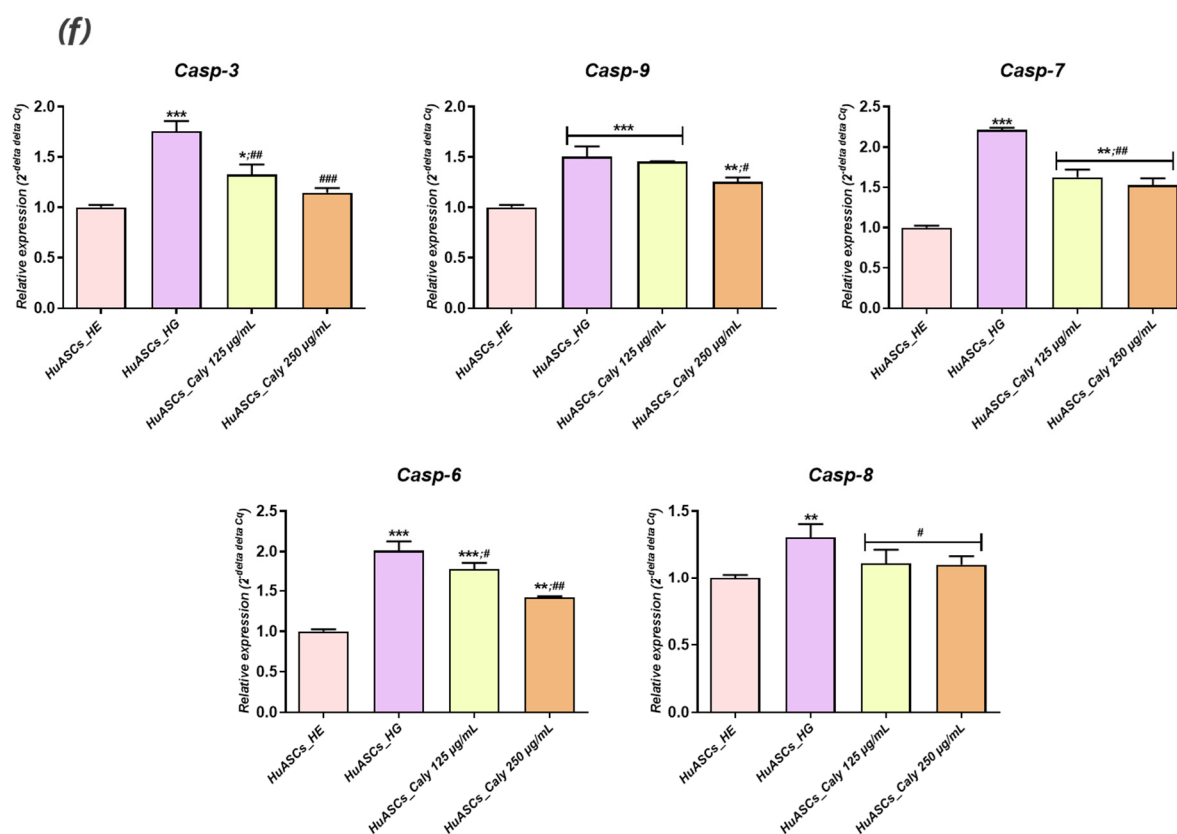 (f)
Casp-3
Relative expression (2^-delta delta Cq)
2.0
1.5
1.0
0.5
0.0
***
*;##
###
HuASCs_HE
HuASCs_HG
HuASCs_Caly 125 µg/mL
HuASCs_Caly 250 µg/mL
Casp-9
Relative expression (2^-delta delta Cq)
2.0
1.5
1.0
0.5
0.0
***
**;#
HuASCs_HE
HuASCs_HG
HuASCs_Caly 125 µg/mL
HuASCs_Caly 250 µg/mL
Casp-7
Relative expression (2^-delta delta Cq)
2.5
2.0
1.5
1.0
0.5
0.0
***
**;##
HuASCs_HE
HuASCs_HG
HuASCs_Caly 125 µg/mL
HuASCs_Caly 250 µg/mL
Casp-6
Relative expression (2^-delta delta Cq)
2.5
2.0
1.5
1.0
0.5
0.0
***
***;#
**;##
HuASCs_HE
HuASCs_HG
HuASCs_Caly 125 µg/mL
HuASCs_Caly 250 µg/mL
Casp-8
Relative expression (2^-delta delta Cq)
1.5
1.0
0.5
0.0
**
#
HuASCs_HE
HuASCs_HG
HuASCs_Caly 125 µg/mL
HuASCs_Caly 250 µg/mL